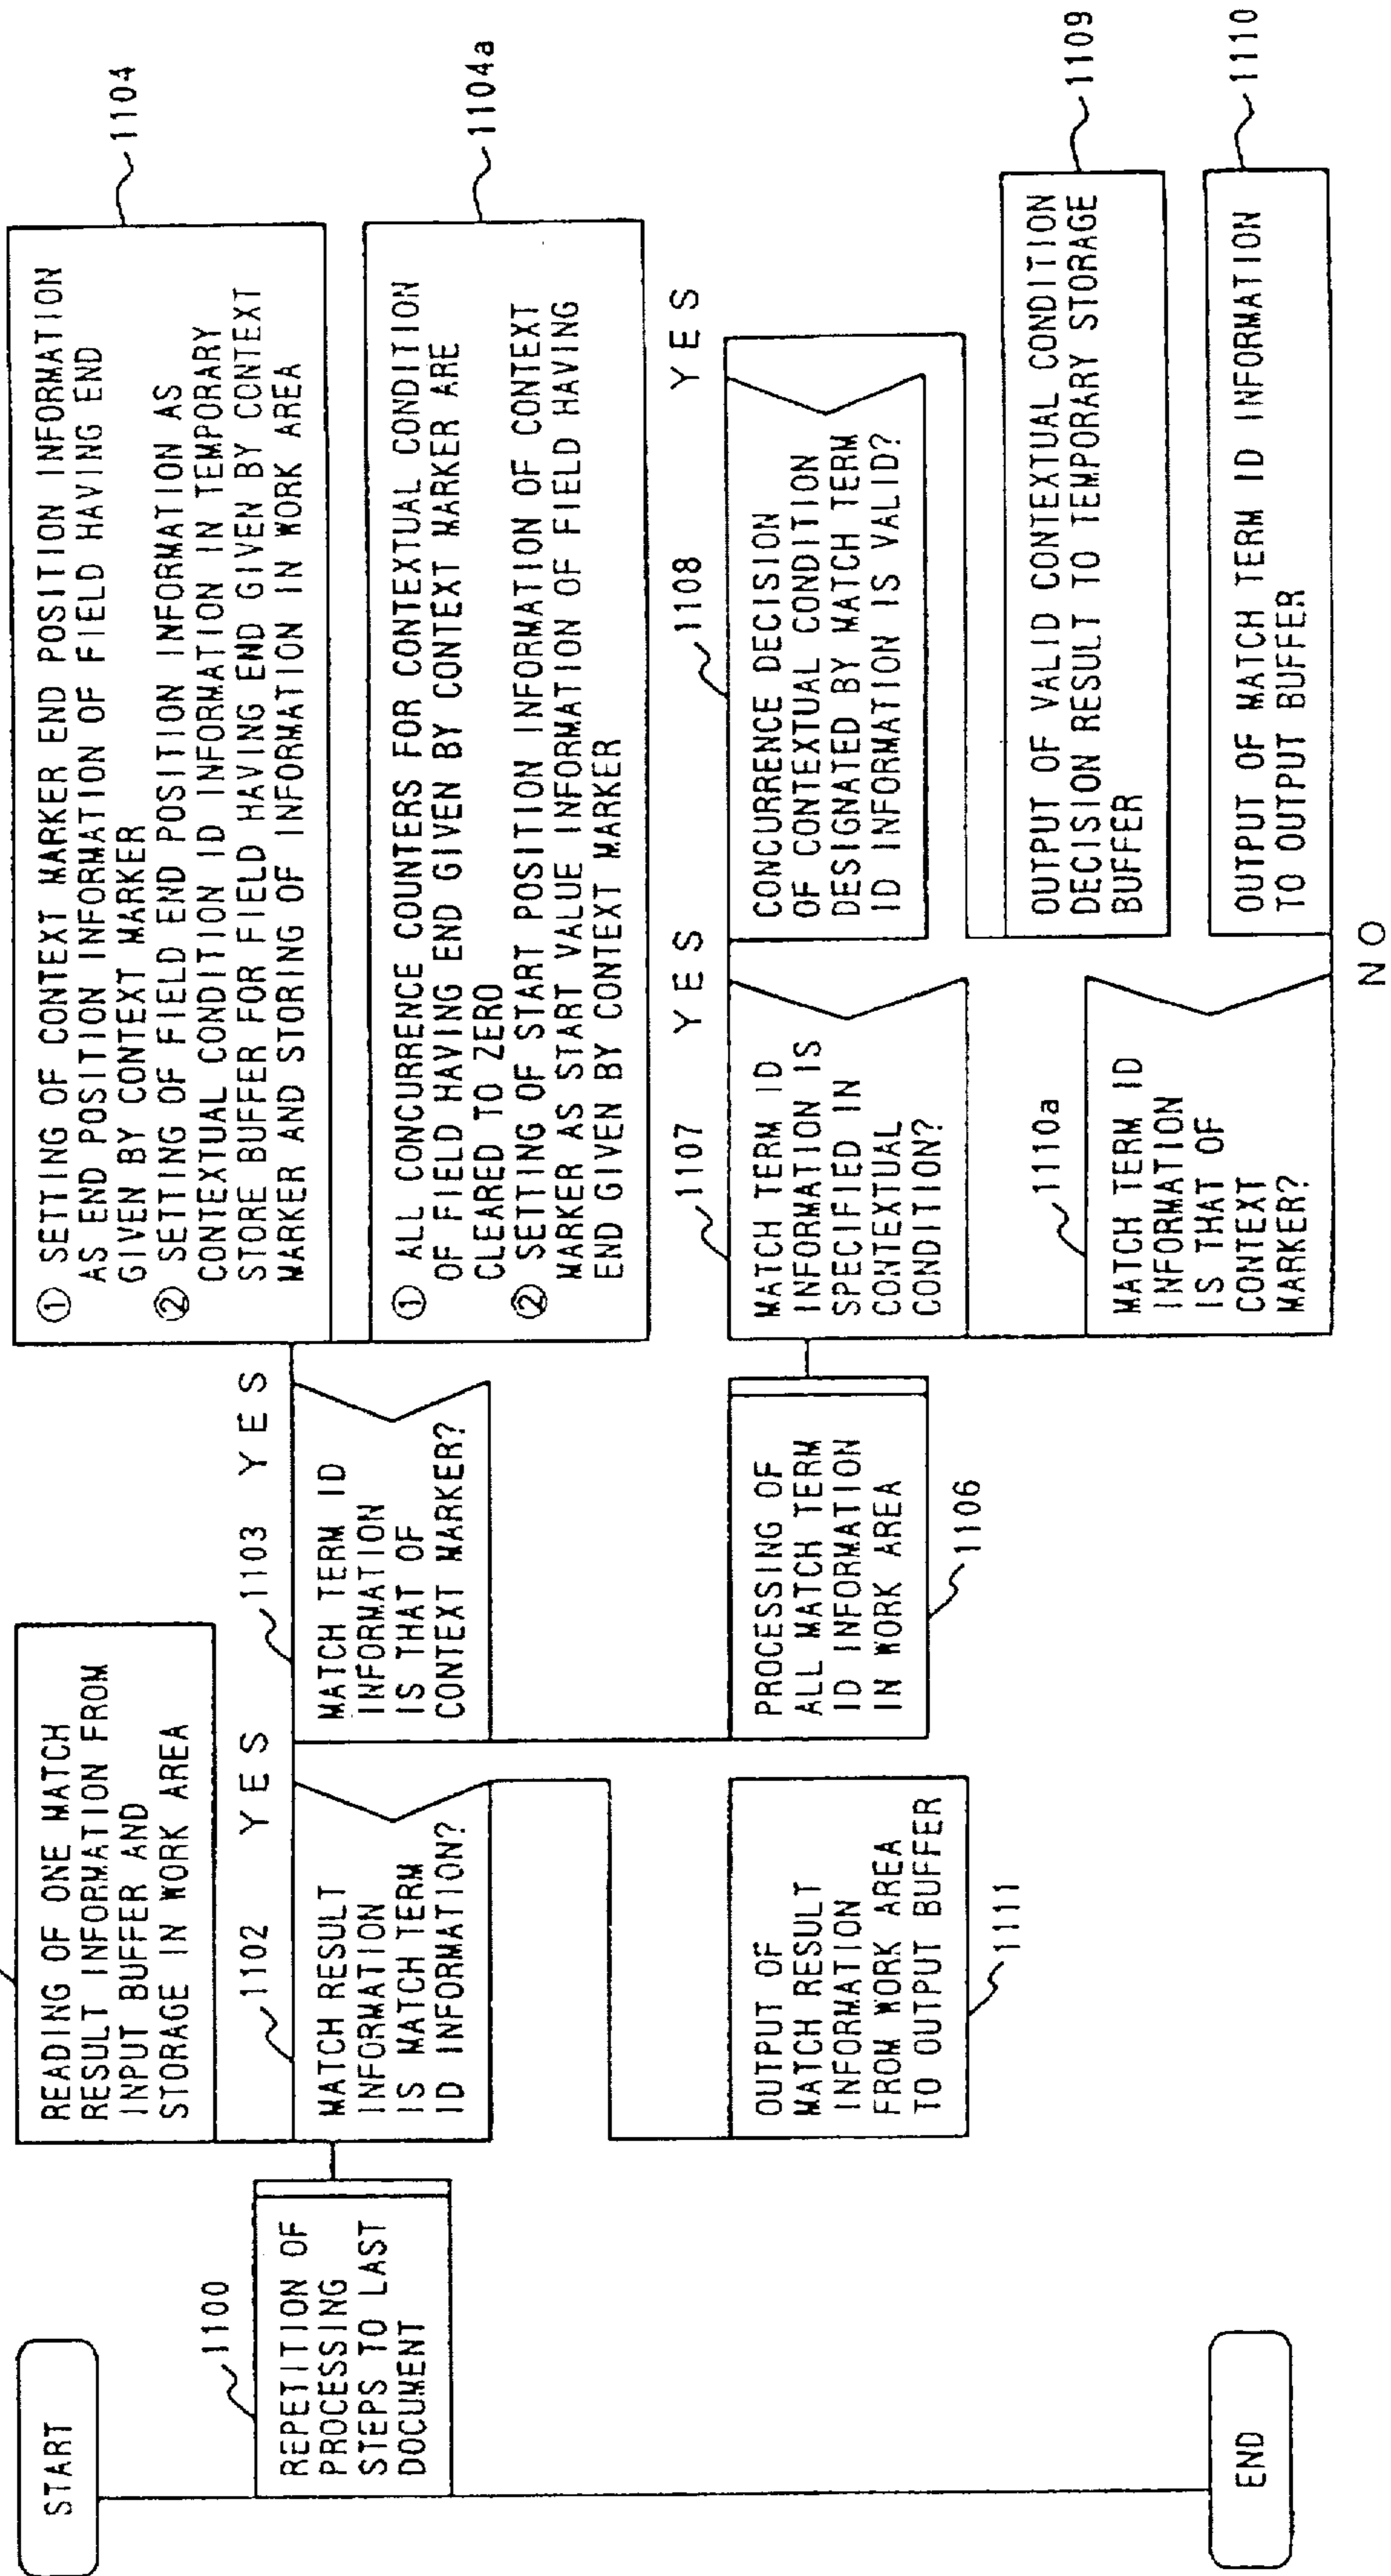 START
1100
REPETITION OF
PROCESSING
STEPS TO LAST
DOCUMENT
END
READING OF ONE MATCH
RESULT INFORMATION FROM
INPUT BUFFER AND
STORAGE IN WORK AREA
1102
YES
MATCH RESULT
INFORMATION
IS MATCH TERM
ID INFORMATION?
OUTPUT OF
MATCH RESULT
INFORMATION
FROM WORK AREA
TO OUTPUT BUFFER
1111
1103
YES
MATCH TERM ID
INFORMATION
IS THAT OF
CONTEXT MARKER?
PROCESSING OF
ALL MATCH TERM
ID INFORMATION
IN WORK AREA
1106
① SETTING OF CONTEXT MARKER END POSITION INFORMATION
AS END POSITION INFORMATION OF FIELD HAVING END
GIVEN BY CONTEXT MARKER
② SETTING OF FIELD END POSITION INFORMATION AS
CONTEXTUAL CONDITION ID INFORMATION IN TEMPORARY
STORE BUFFER FOR FIELD HAVING END GIVEN BY CONTEXT
MARKER AND STORING OF INFORMATION IN WORK AREA
1104
① ALL CONCURRENCE COUNTERS FOR CONTEXTUAL CONDITION
OF FIELD HAVING END GIVEN BY CONTEXT MARKER ARE
CLEARED TO ZERO
② SETTING OF START POSITION INFORMATION OF CONTEXT
MARKER AS START VALUE INFORMATION OF FIELD HAVING
END GIVEN BY CONTEXT MARKER
1104a
1107
YES
MATCH TERM ID
INFORMATION IS
SPECIFIED IN
CONTEXTUAL
CONDITION?
1108
YES
CONCURRENCE DECISION
OF CONTEXTUAL CONDITION
DESIGNATED BY MATCH TERM
ID INFORMATION IS VALID?
OUTPUT OF VALID CONTEXTUAL CONDITION
DECISION RESULT TO TEMPORARY STORAGE
BUFFER
1109
1110a
MATCH TERM ID
INFORMATION
IS THAT OF
CONTEXT
MARKER?
NO
OUTPUT OF MATCH TERM ID INFORMATION
TO OUTPUT BUFFER
1110